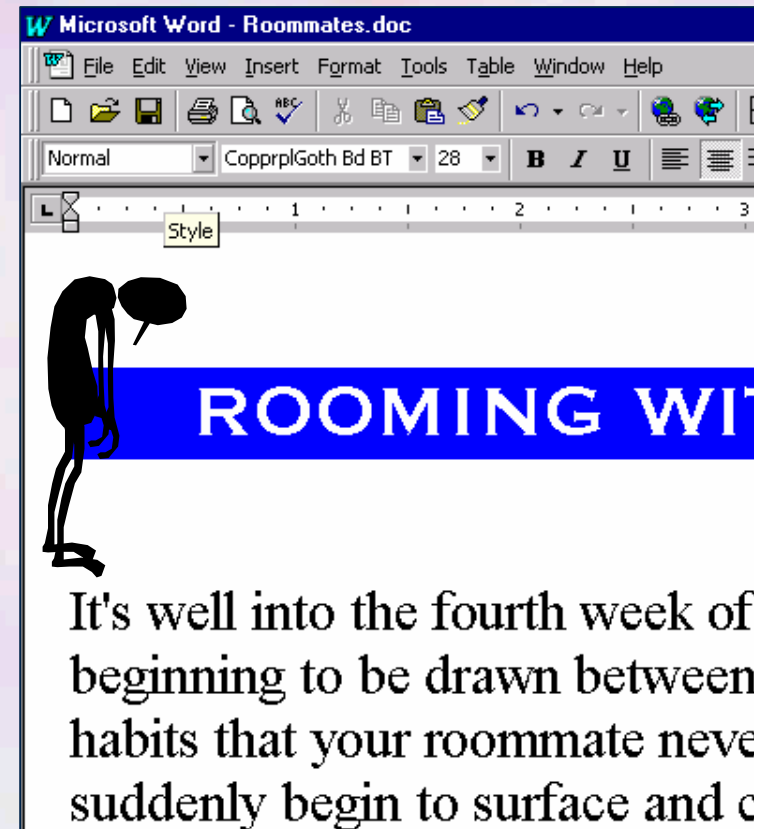 Microsoft Word - Roommates.doc
File Edit View Insert Format Tools Table Window Help
ABC
Normal CopprplGoth Bd BT 28 B I U
1 2 3
Style
ROOMING WIT
It's well into the fourth week of
beginning to be drawn between
habits that your roommate neve
suddenly begin to surface and c